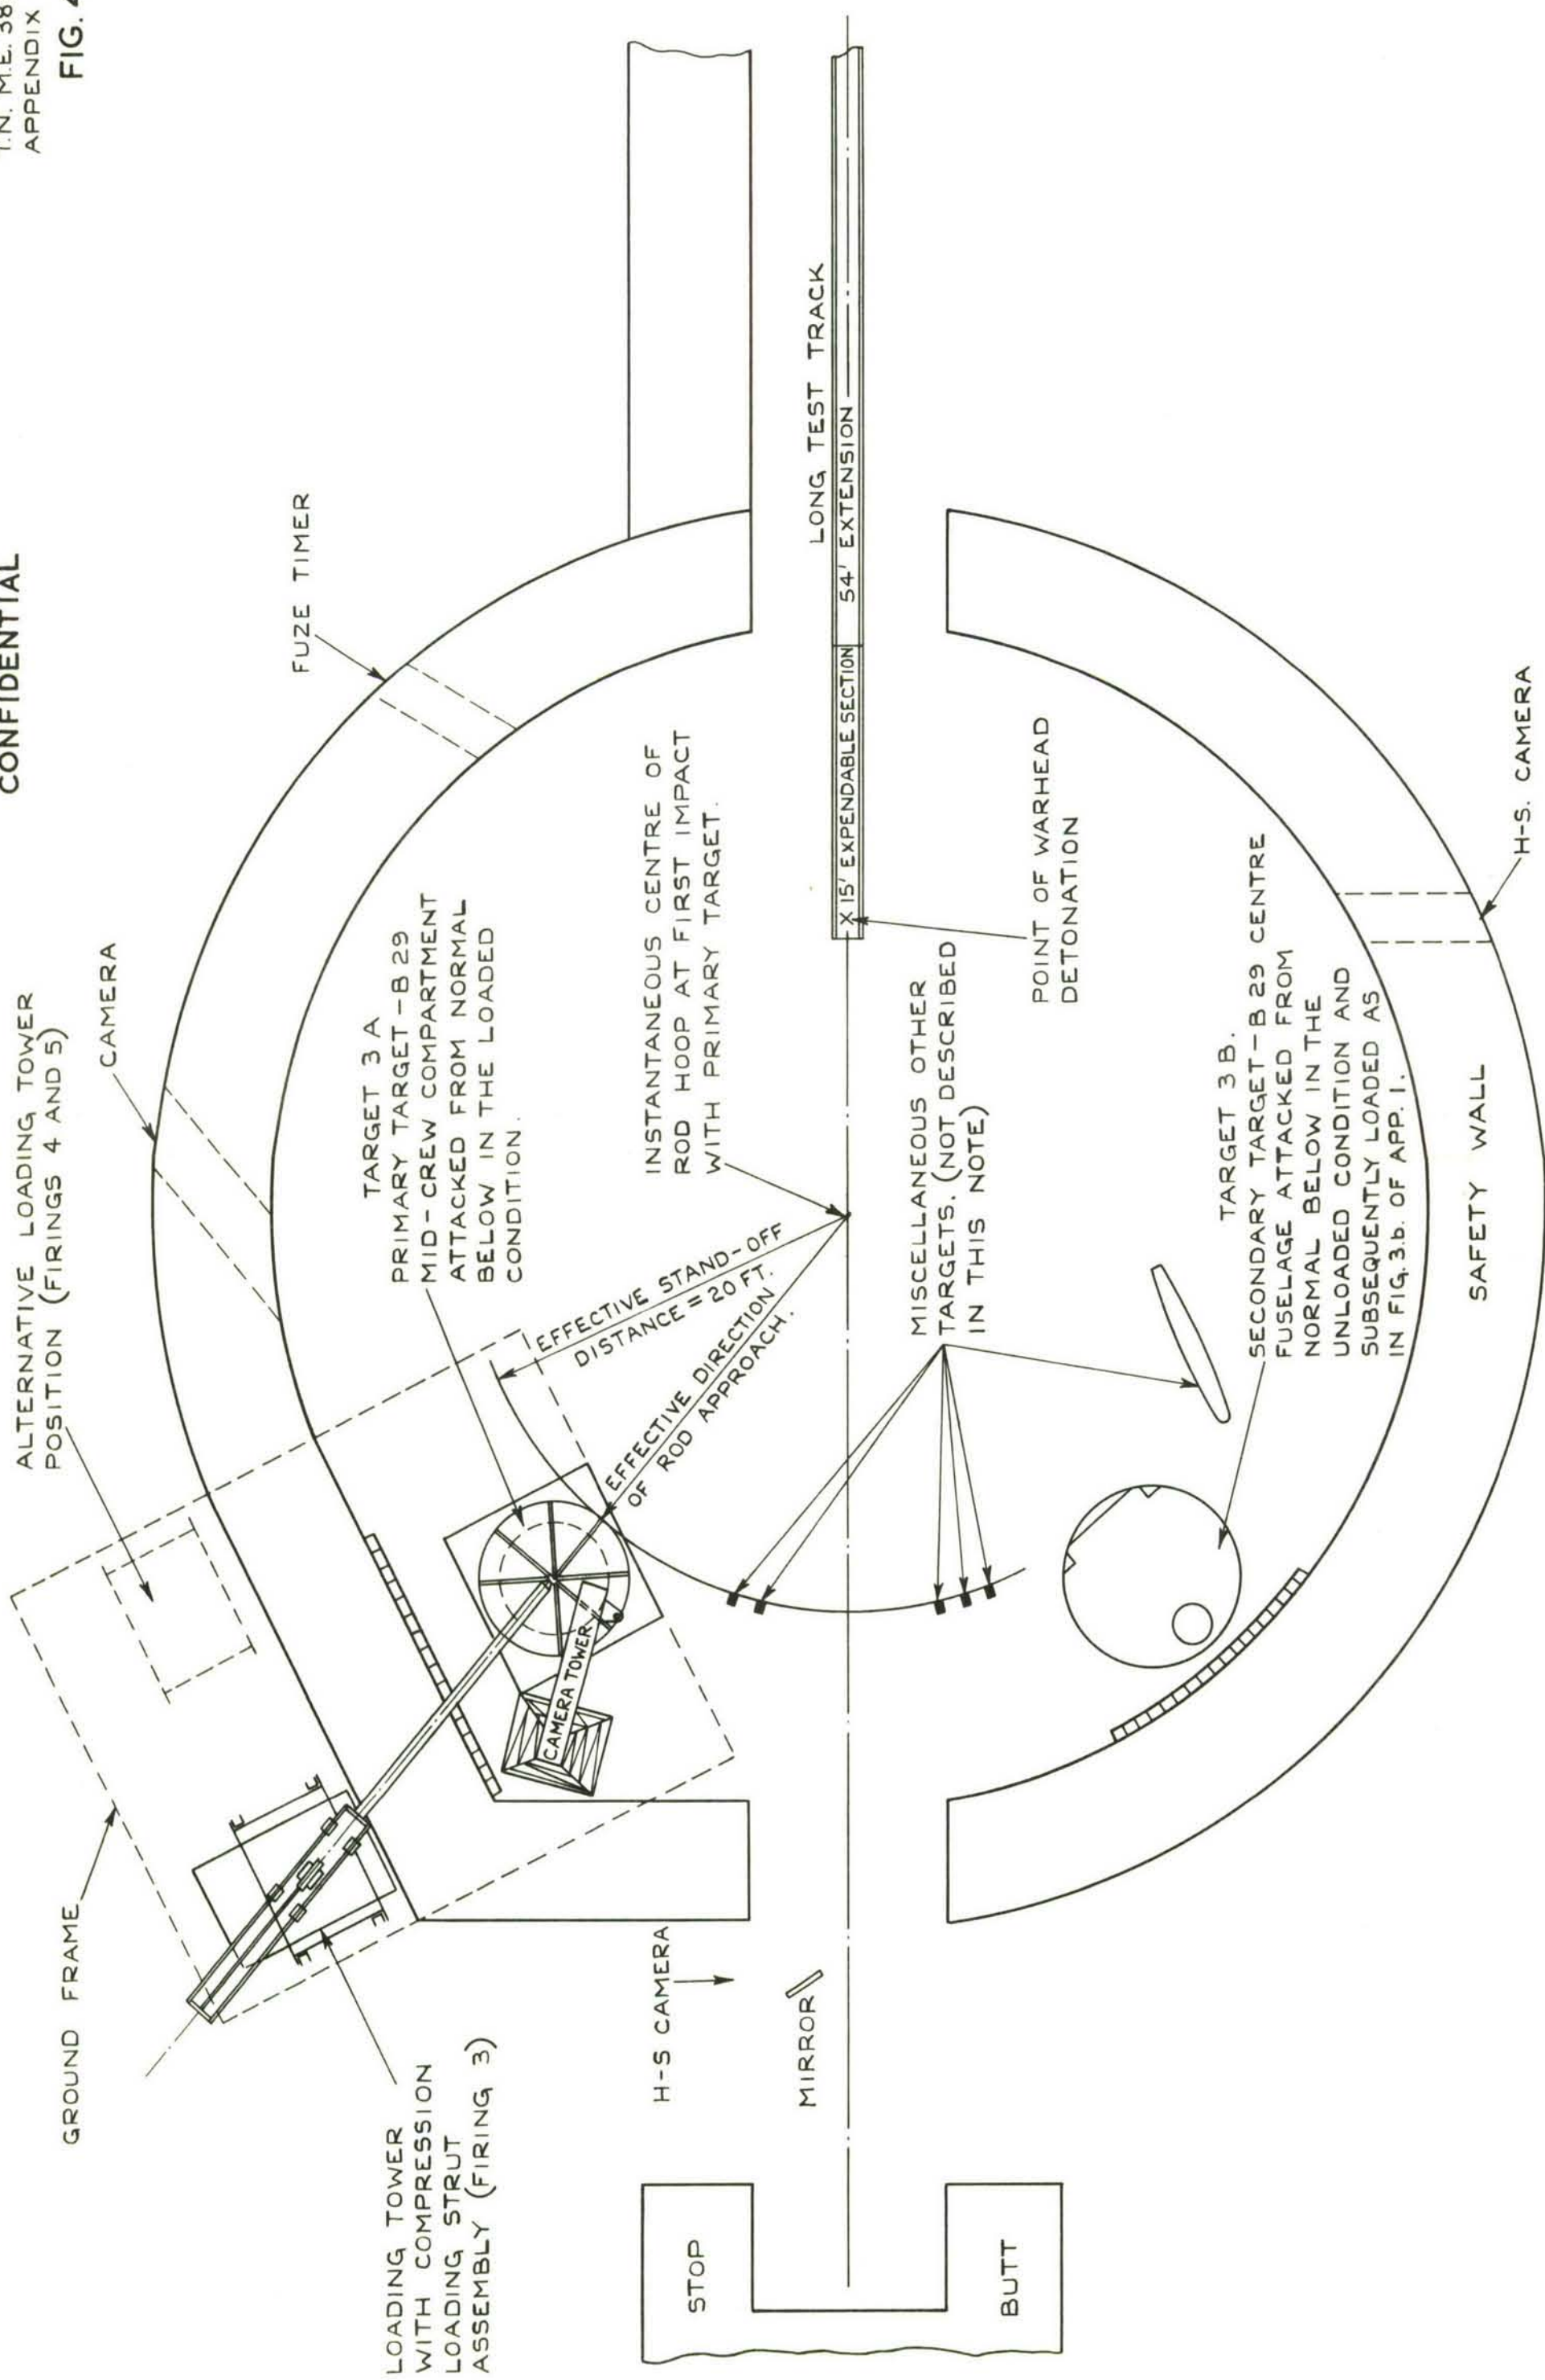 CONFIDENTIAL
T.N. M.E. 38
APPENDIX
FIG. 4
ALTERNATIVE LOADING TOWER
POSITION (FIRINGS 4 AND 5)
CAMERA
FUZE TIMER
GROUND FRAME
LOADING TOWER
WITH COMPRESSION
LOADING STRUT
ASSEMBLY (FIRING 3)
TARGET 3 A
PRIMARY TARGET - B 29
MID-CREW COMPARTMENT
ATTACKED FROM NORMAL
BELOW IN THE LOADED
CONDITION.
CAMERA TOWER
EFFECTIVE STAND-OFF
DISTANCE = 20 FT.
EFFECTIVE DIRECTION
OF ROD APPROACH.
INSTANTANEOUS CENTRE OF
ROD HOOP AT FIRST IMPACT
WITH PRIMARY TARGET.
LONG TEST TRACK
X 15' EXPENDABLE SECTION
54' EXTENSION
H-S CAMERA
MIRROR
STOP
BUTT
MISCELLANEOUS OTHER
TARGETS. (NOT DESCRIBED
IN THIS NOTE)
POINT OF WARHEAD
DETONATION
TARGET 3 B.
SECONDARY TARGET - B 29 CENTRE
FUSELAGE ATTACKED FROM
NORMAL BELOW IN THE
UNLOADED CONDITION AND
SUBSEQUENTLY LOADED AS
IN FIG. 3.b. OF APP. 1.
SAFETY WALL
H-S. CAMERA